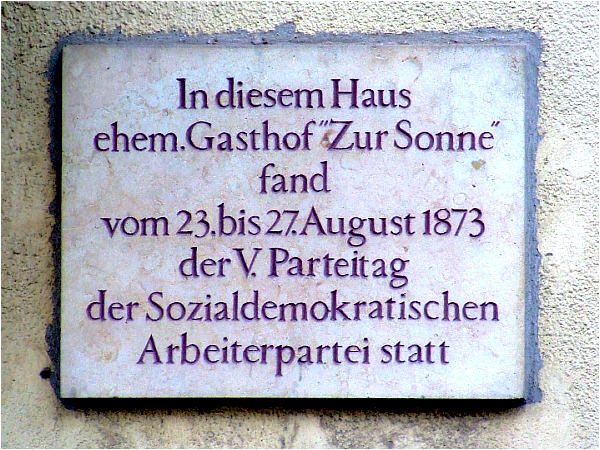 In diesem Haus
ehem. Gasthof "Zur Sonne"
fand
vom 23. bis 27. August 1873
der V. Parteitag
der Sozialdemokratischen
Arbeiterpartei statt